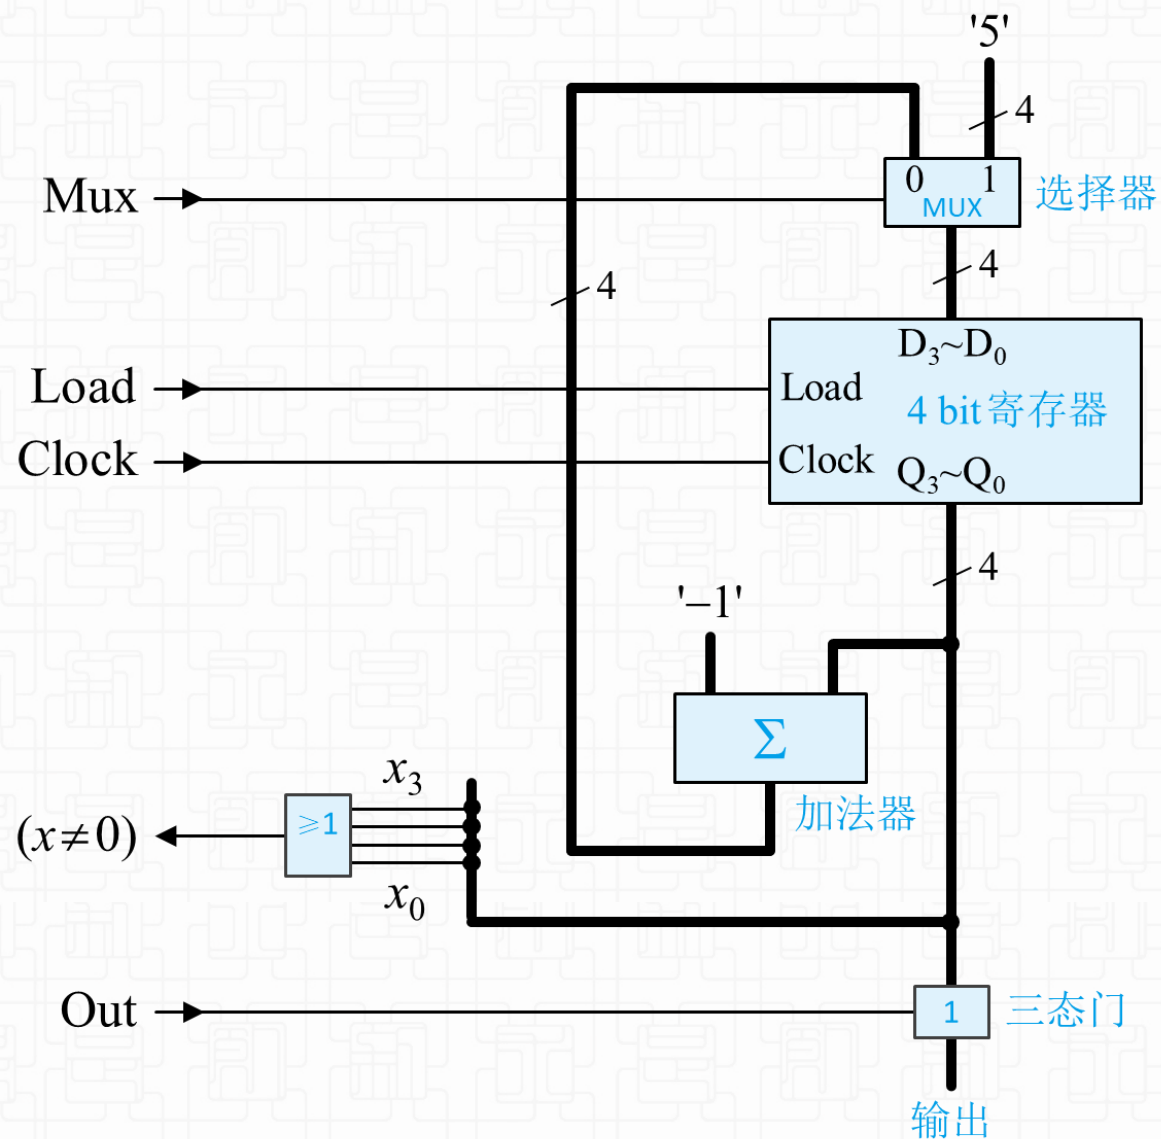 '5'
4
0 1
Mux
MUX
选择器
4
4
D₃~D₀
Load
Load
4 bit寄存器
Clock
Clock
Q₃~Q₀
4
'−1'
Σ
x₃
加法器
(x≠0)
≥1
x₀
Out
1
三态门
输出